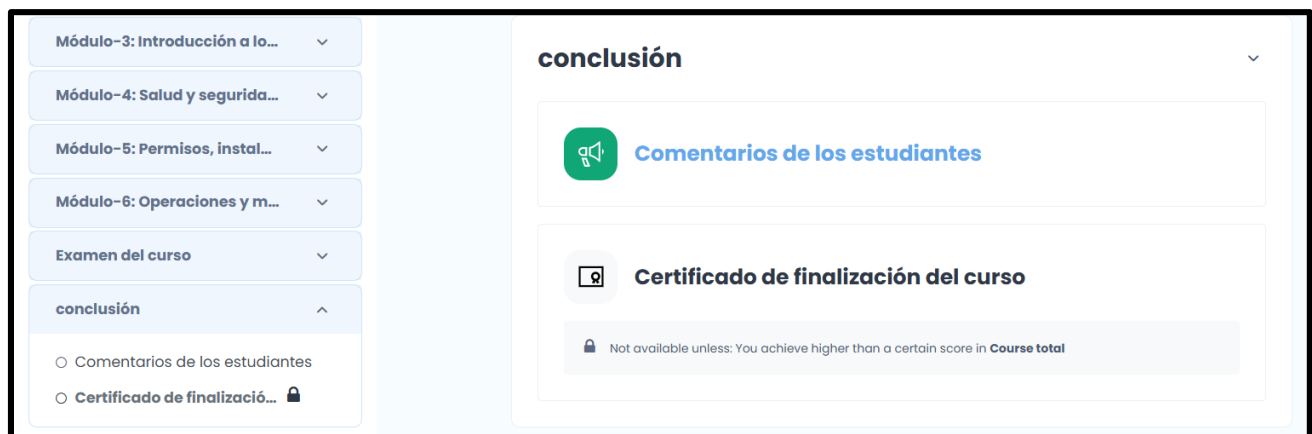 Módulo-3: Introducción a lo...
Módulo-4: Salud y segurida...
Módulo-5: Permisos, instal...
Módulo-6: Operaciones y m...
Examen del curso
conclusión
Comentarios de los estudiantes
Certificado de finalizació...
conclusión
Comentarios de los estudiantes
Certificado de finalización del curso
Not available unless: You achieve higher than a certain score in Course total